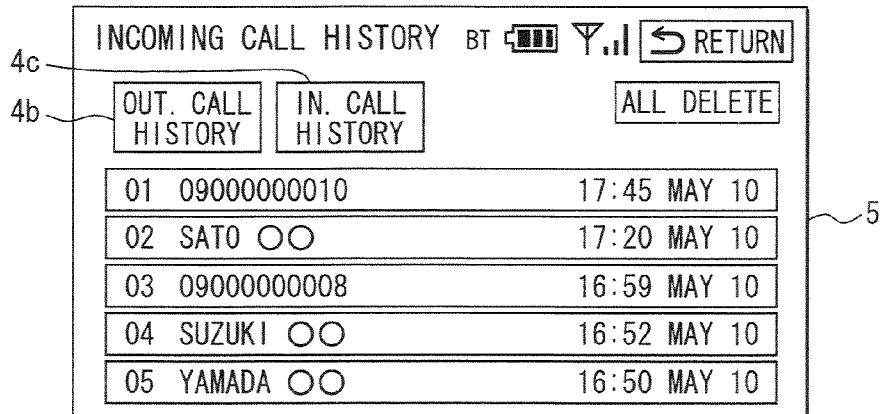 INCOMING CALL HISTORY BT RETURN
4c
4b
OUT. CALL HISTORY
IN. CALL HISTORY
ALL DELETE
01 09000000010 17:45 MAY 10
02 SATO ○○ 17:20 MAY 10
5
03 09000000008 16:59 MAY 10
04 SUZUKI ○○ 16:52 MAY 10
05 YAMADA ○○ 16:50 MAY 10